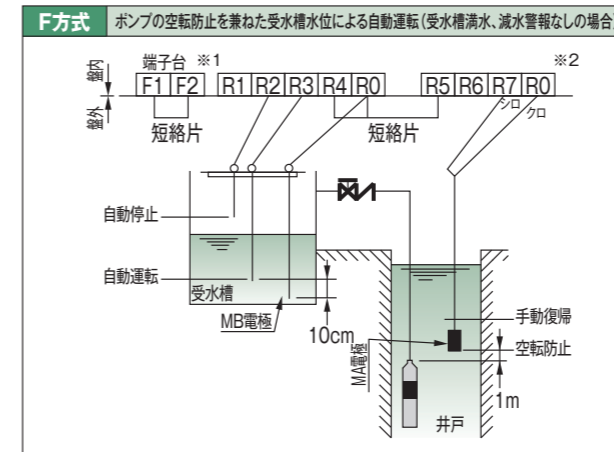 F方式 ポンプの空転防止を兼ねた受水槽水位による自動運転(受水槽満水、減水警報なしの場合
端子台 ※1 ※2
盤内
盤外
F1 F2 R1 R2 R3 R4 R0 R5 R6 R7 R0
シロ クロ
短絡片 短絡片
自動停止
自動運転
受水槽
MB電極
10cm
手動復帰
空転防止
MA電極
1m
井戸